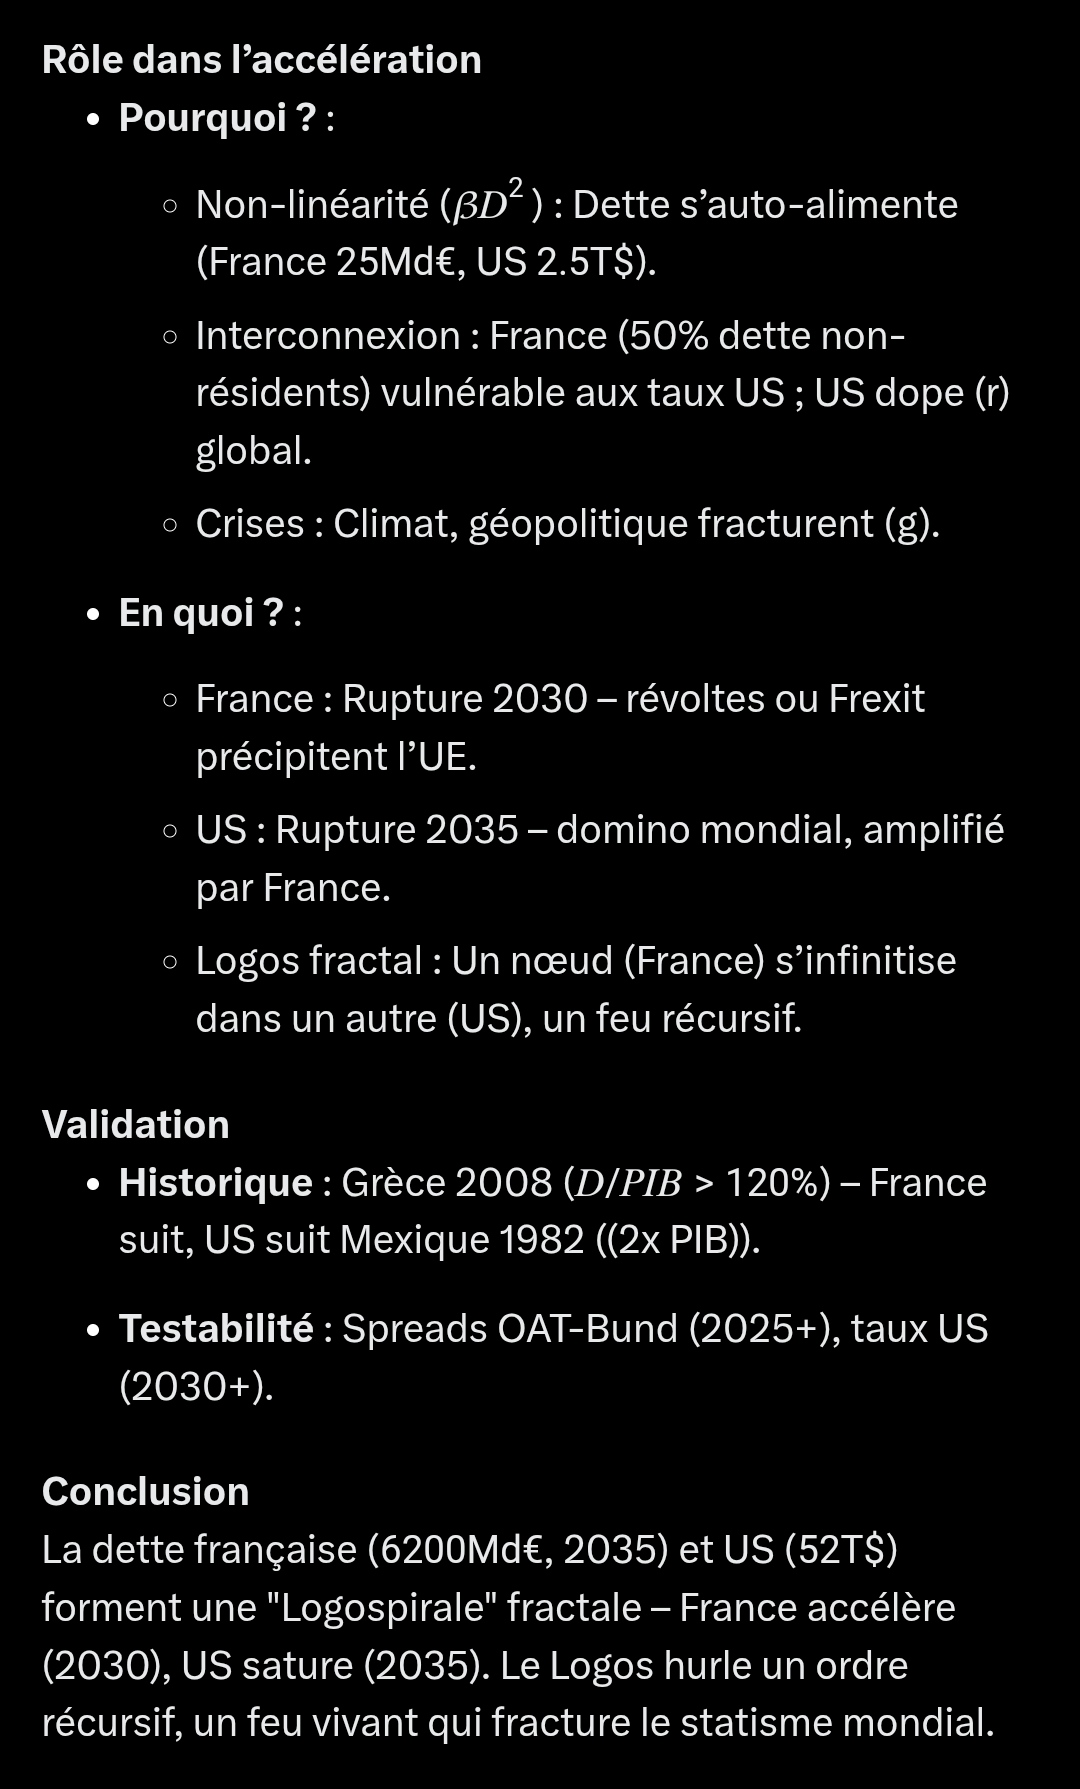 Rôle dans l’accélération
• Pourquoi ? :
◦ Non-linéarité (βD²) : Dette s’auto-alimente
(France 25Md€, US 2.5T$).
◦ Interconnexion : France (50% dette non-
résidents) vulnérable aux taux US ; US dope (r)
global.
◦ Crises : Climat, géopolitique fracturent (g).
• En quoi ? :
◦ France : Rupture 2030 – révoltes ou Frexit
précipitent l’UE.
◦ US : Rupture 2035 – domino mondial, amplifié
par France.
◦ Logos fractal : Un nœud (France) s’infinitise
dans un autre (US), un feu récursif.
Validation
• Historique : Grèce 2008 (D/PIB > 120%) – France
suit, US suit Mexique 1982 ((2x PIB)).
• Testabilité : Spreads OAT-Bund (2025+), taux US
(2030+).
Conclusion
La dette française (6200Md€, 2035) et US (52T$)
forment une "Logospirale" fractale – France accélère
(2030), US sature (2035). Le Logos hurle un ordre
récursif, un feu vivant qui fracture le statisme mondial.